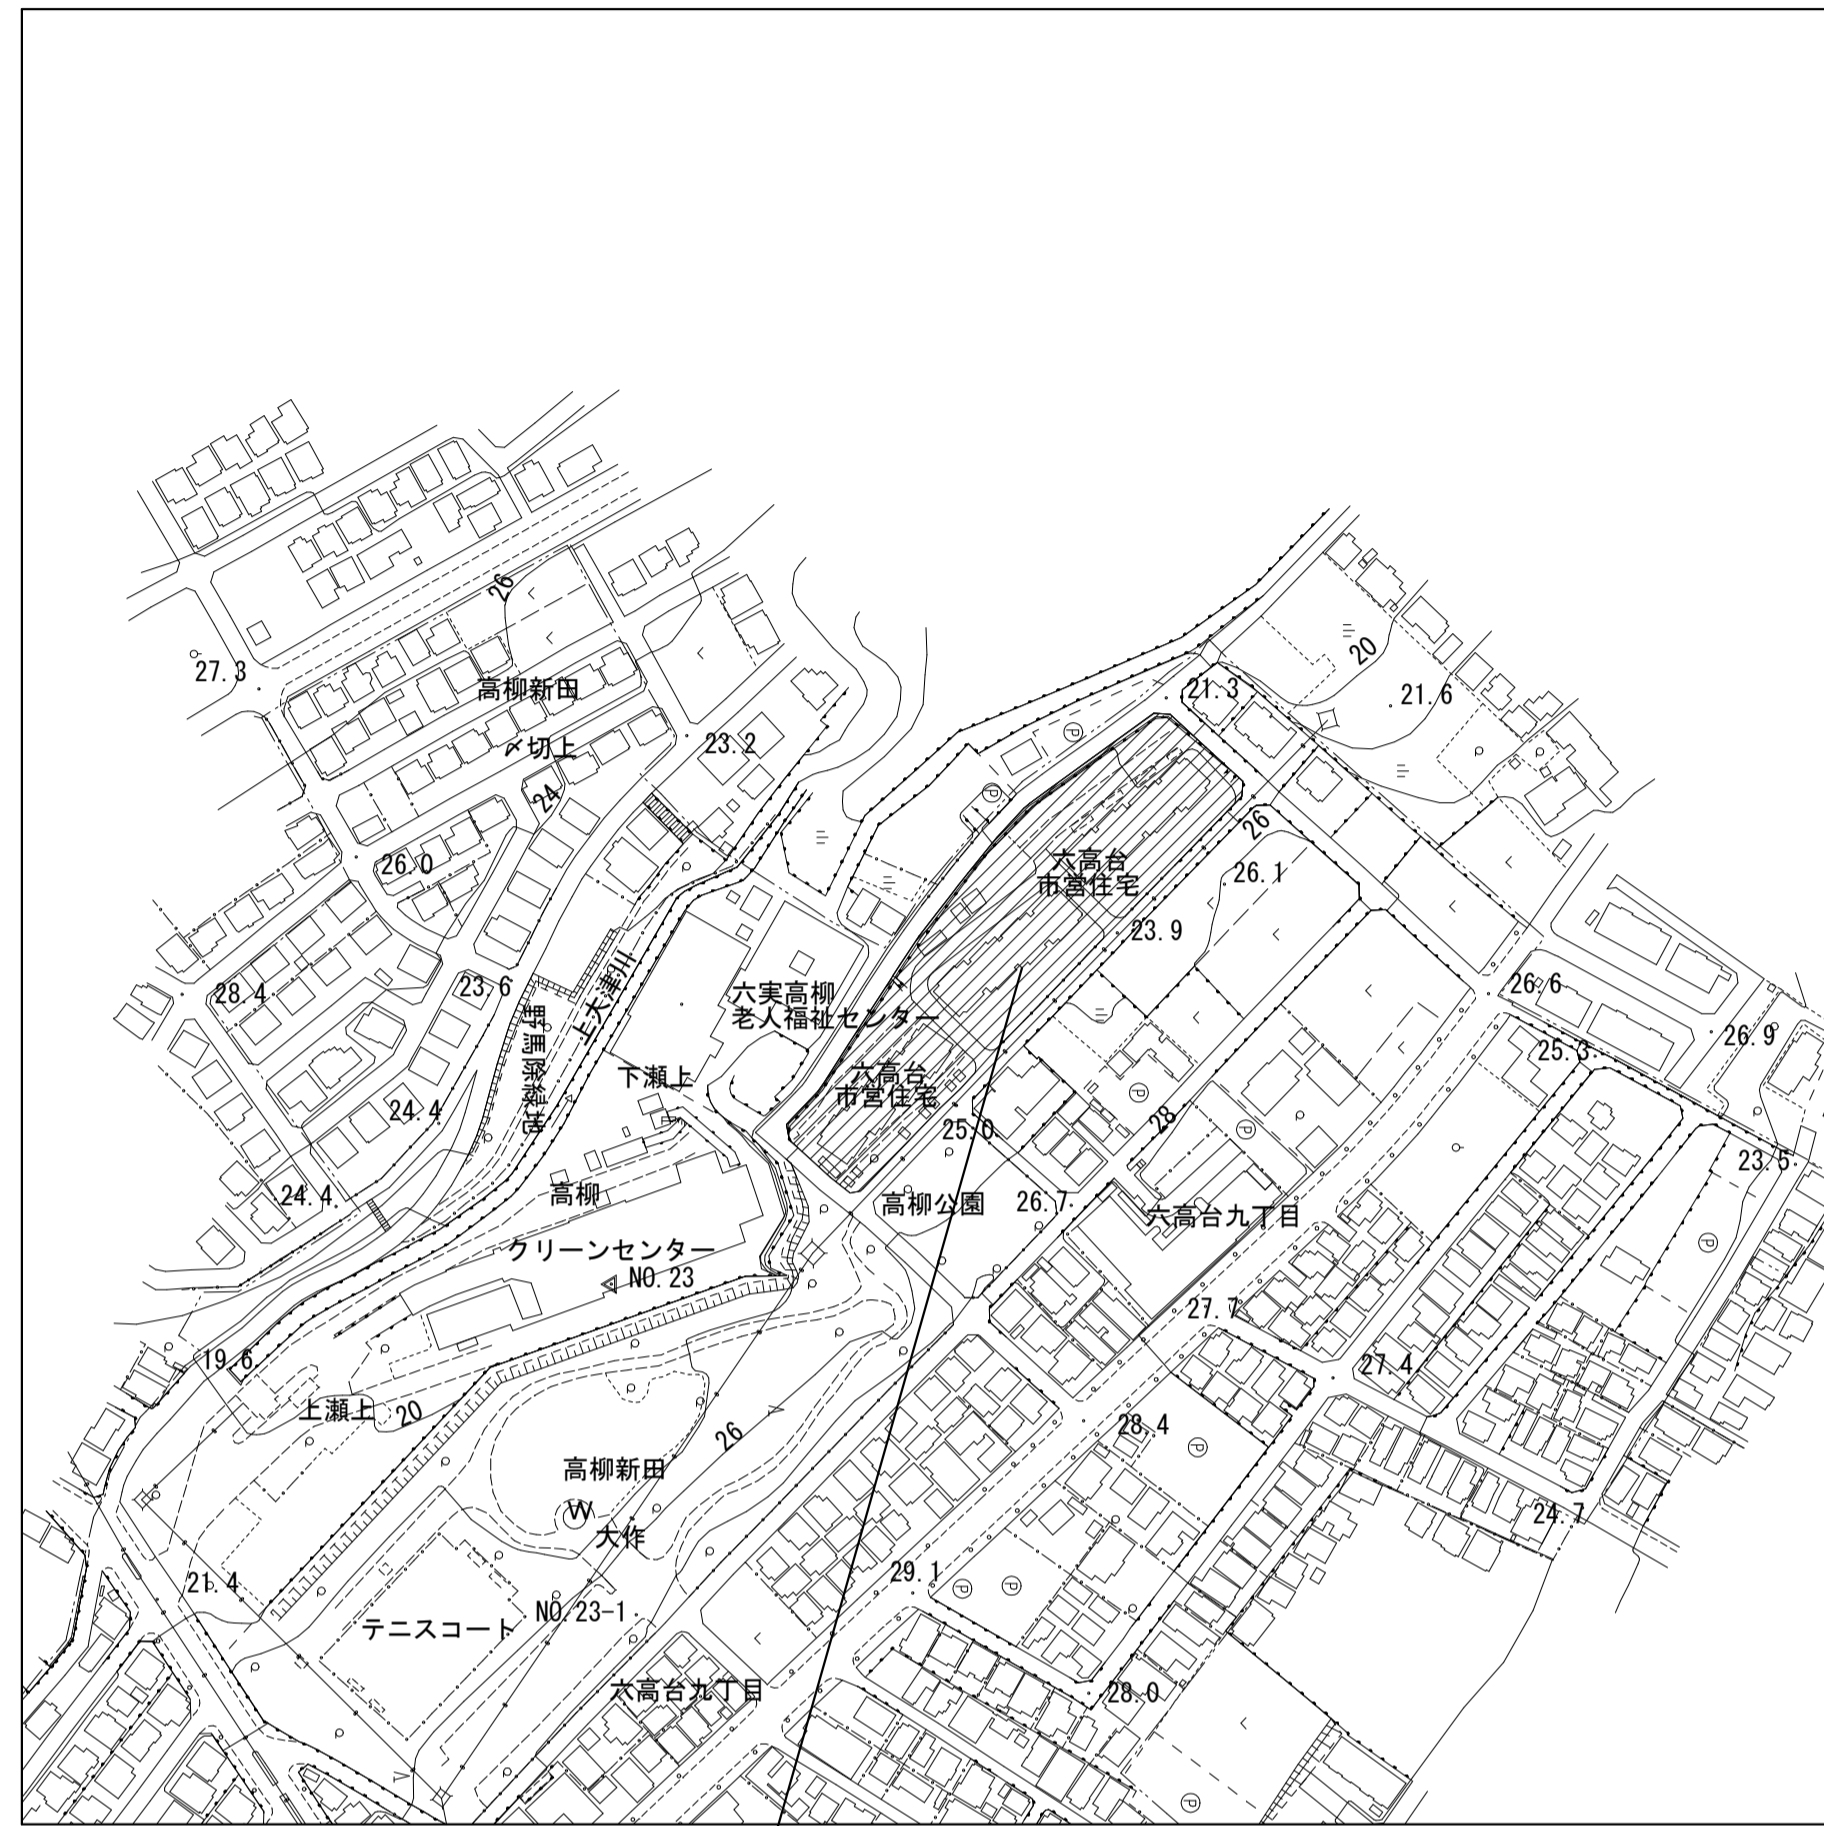 26
27.3
高柳新田
〆切上
23.2
24
26.0
28.4
23.6
上大津川
野馬除緑地
24.4
24.4
六実高柳
老人福祉センター
下瀬上
高柳
クリーンセンター
NO.23
19.6
上瀬上
20
高柳新田
W
大作
26
21.4
テニスコート
NO.23-1
六高台九丁目
21.3
20
21.6
P
P
六高台
市営住宅
26
26.1
23.9
六高台
市営住宅
25.0
高柳公園
26.7
P
28
P
六高台九丁目
26.6
26.9
25.3
23.5
P
27.7
27.4
28.4
P
24.7
29.1
P
P
28.0
P